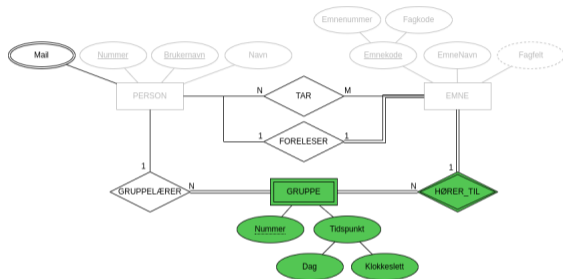 Emnenummer Fagkode
Mail Nummer Brukernavn Navn Emnekode EmneNavn Fagfelt
PERSON N TAR M EMNE
1 FORELESER 1
1 1
GRUPPELÆRER N GRUPPE N HØRER_TIL
Nummer Tidspunkt
Dag Klokkeslett